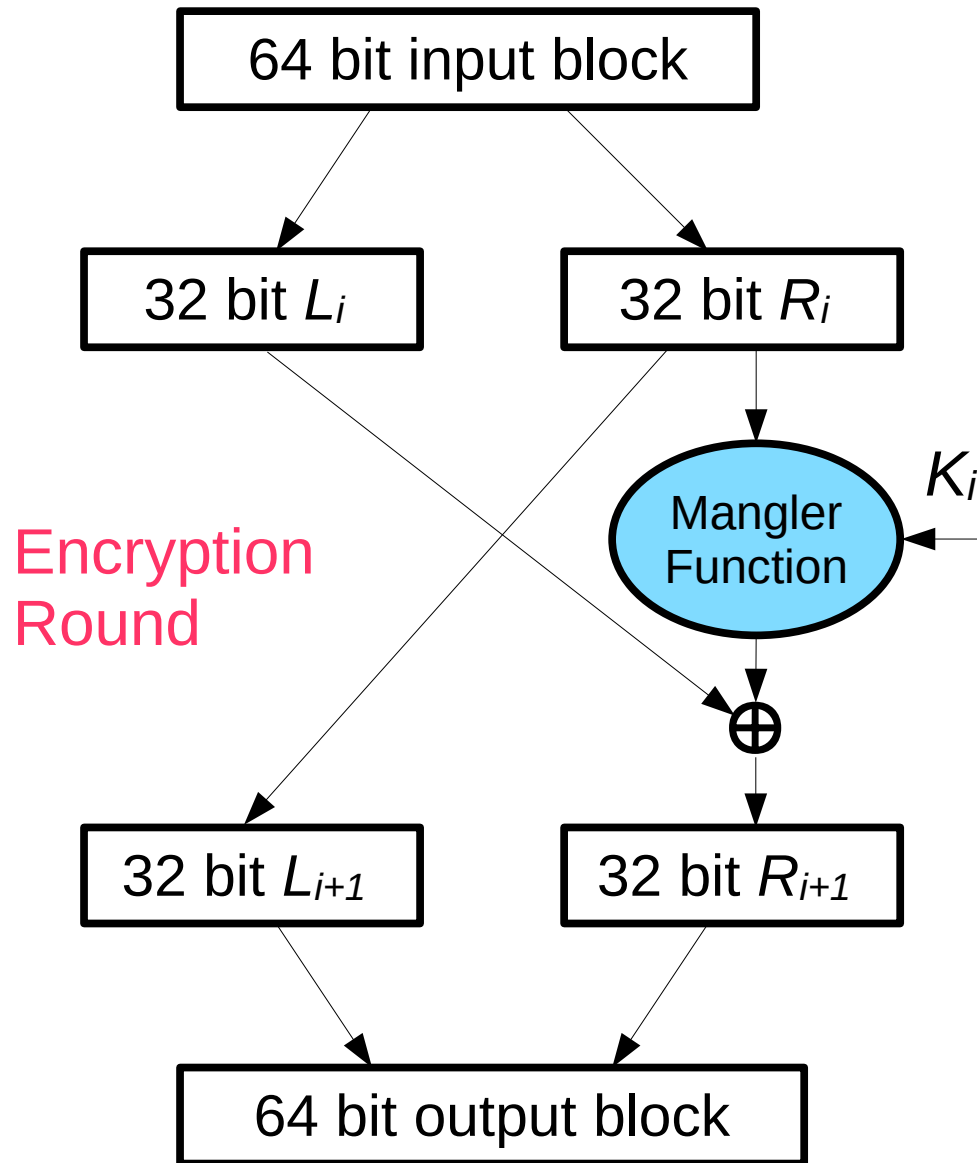 64 bit input block
32 bit Lᵢ
32 bit Rᵢ
Kᵢ
Mangler
Function
Encryption
Round
32 bit Lᵢ₊₁
32 bit Rᵢ₊₁
64 bit output block